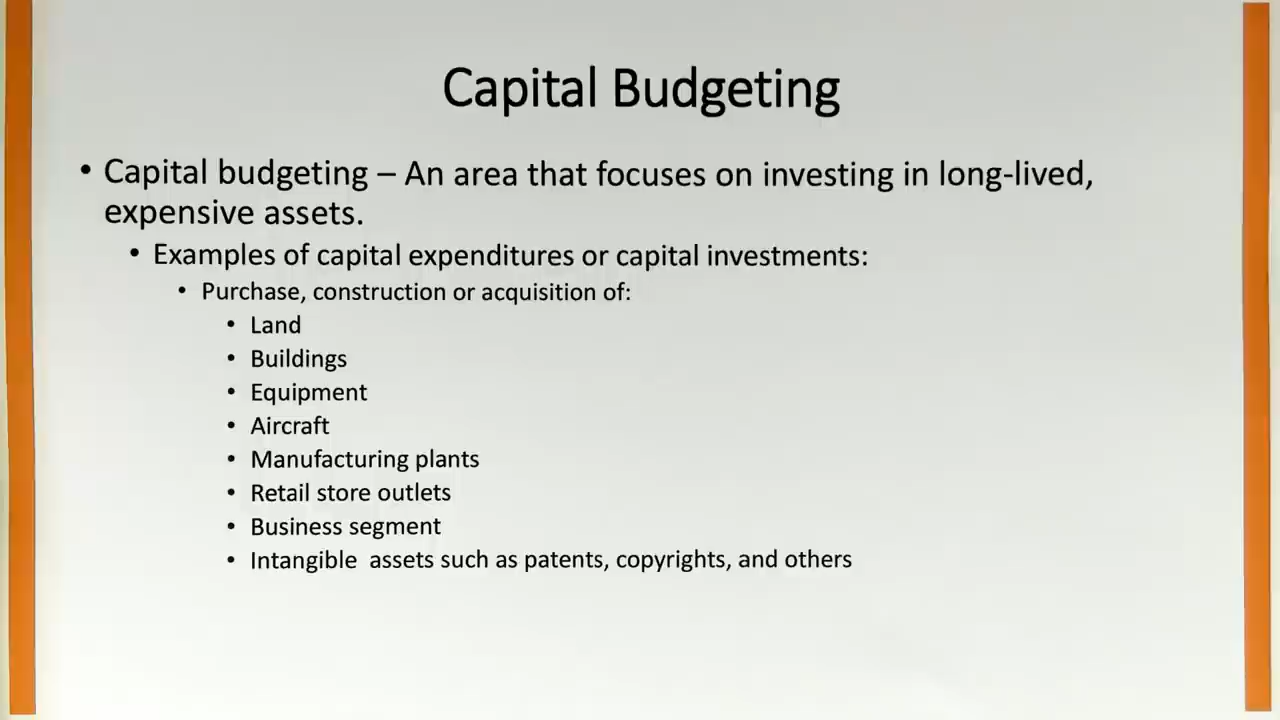 Capital Budgeting
• Capital budgeting – An area that focuses on investing in long-lived,
expensive assets.
• Examples of capital expenditures or capital investments:
• Purchase, construction or acquisition of:
• Land
• Buildings
• Equipment
• Aircraft
• Manufacturing plants
• Retail store outlets
• Business segment
• Intangible assets such as patents, copyrights, and others